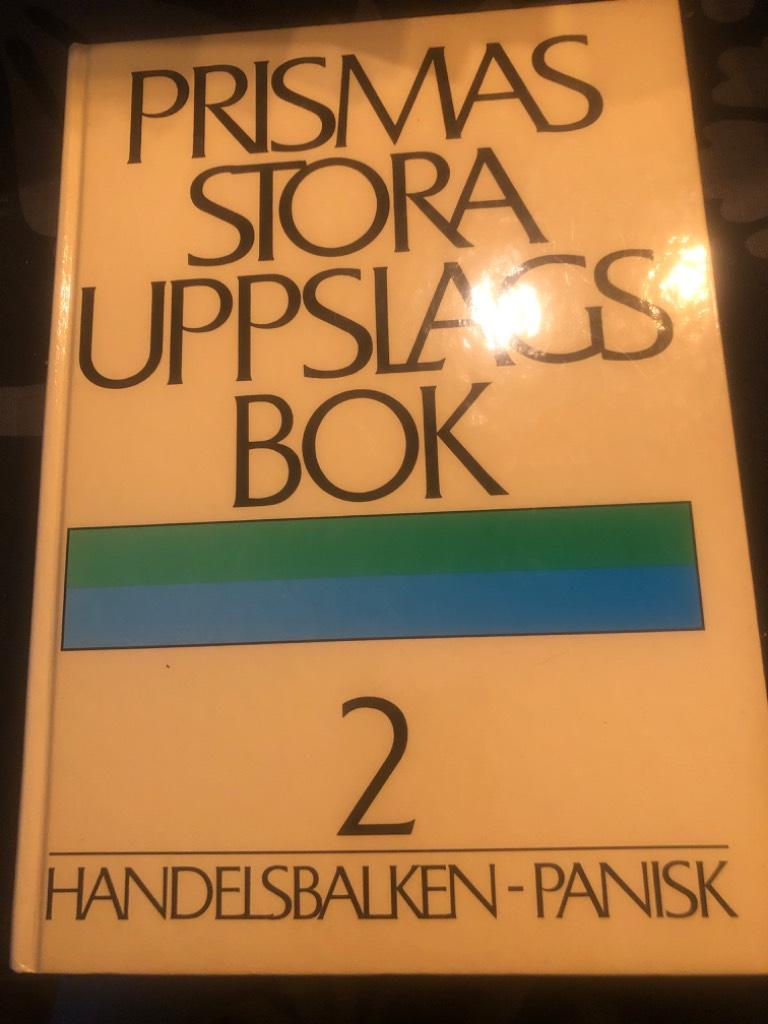 PRISMAS
STORA
UPPSLAGS
BOK
2
HANDELSBALKEN - PANISK